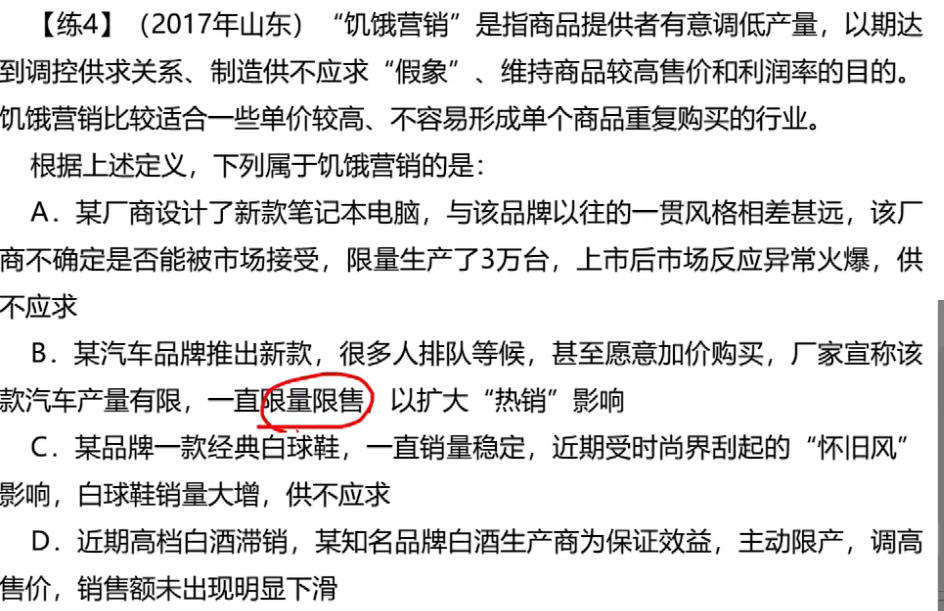 【练4】（2017年山东）“饥饿营销”是指商品提供者有意调低产量，以期达
到调控供求关系、制造供不应求“假象”、维持商品较高售价和利润率的目的。
饥饿营销比较适合一些单价较高、不容易形成单个商品重复购买的行业。
根据上述定义，下列属于饥饿营销的是：
A．某厂商设计了新款笔记本电脑，与该品牌以往的一贯风格相差甚远，该厂
商不确定是否能被市场接受，限量生产了3万台，上市后市场反应异常火爆，供
不应求
B．某汽车品牌推出新款，很多人排队等候，甚至愿意加价购买，厂家宣称该
款汽车产量有限，一直限量限售，以扩大“热销”影响
C．某品牌一款经典白球鞋，一直销量稳定，近期受时尚界刮起的“怀旧风”
影响，白球鞋销量大增，供不应求
D．近期高档白酒滞销，某知名品牌白酒生产商为保证效益，主动限产，调高
售价，销售额未出现明显下滑